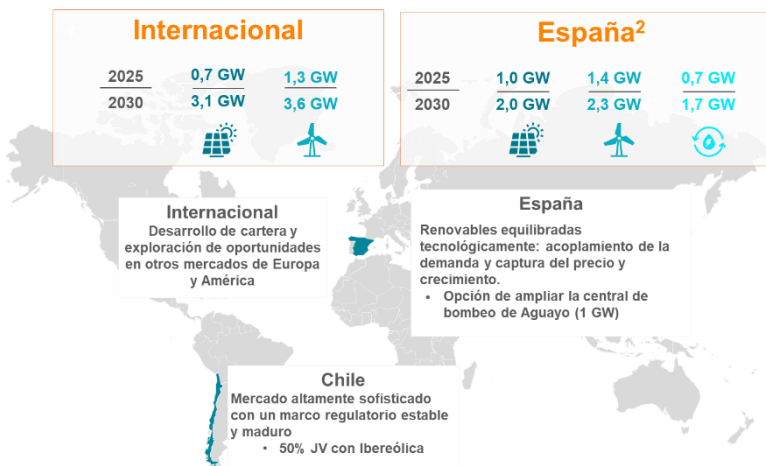 Internacional
2025 0,7 GW 1,3 GW
2030 3,1 GW 3,6 GW
España²
2025 1,0 GW 1,4 GW 0,7 GW
2030 2,0 GW 2,3 GW 1,7 GW
Internacional
Desarrollo de cartera y
exploración de oportunidades
en otros mercados de Europa
y América
España
Renovables equilibradas
tecnológicamente: acoplamiento de la
demanda y captura del precio y
crecimiento.
• Opción de ampliar la central de
bombeo de Aguayo (1 GW)
Chile
Mercado altamente sofisticado
con un marco regulatorio estable
y maduro
• 50% JV con Ibereólica